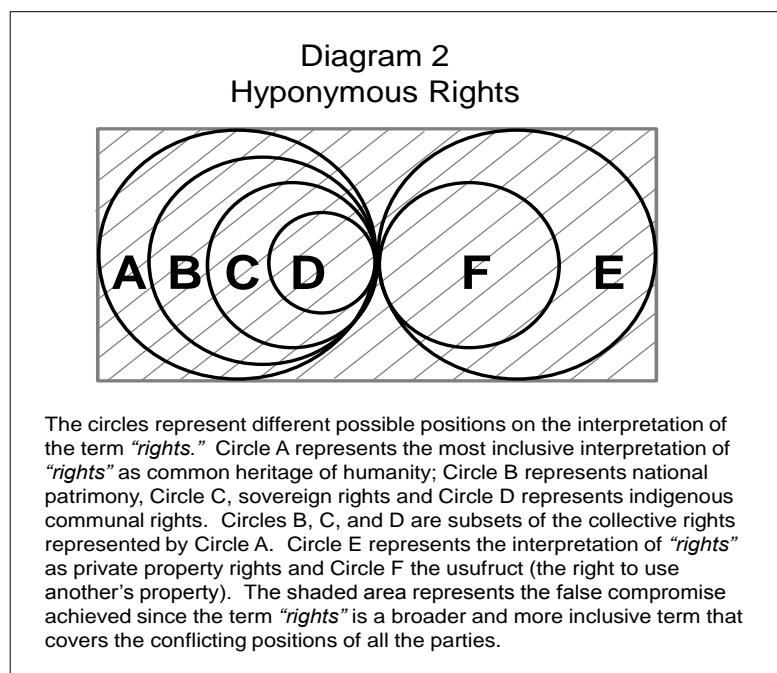 Diagram 2
Hyponymous Rights
A B C D F E
The circles represent different possible positions on the interpretation of
the term “rights.” Circle A represents the most inclusive interpretation of
“rights” as common heritage of humanity; Circle B represents national
patrimony, Circle C, sovereign rights and Circle D represents indigenous
communal rights. Circles B, C, and D are subsets of the collective rights
represented by Circle A. Circle E represents the interpretation of “rights”
as private property rights and Circle F the usufruct (the right to use
another’s property). The shaded area represents the false compromise
achieved since the term “rights” is a broader and more inclusive term that
covers the conflicting positions of all the parties.